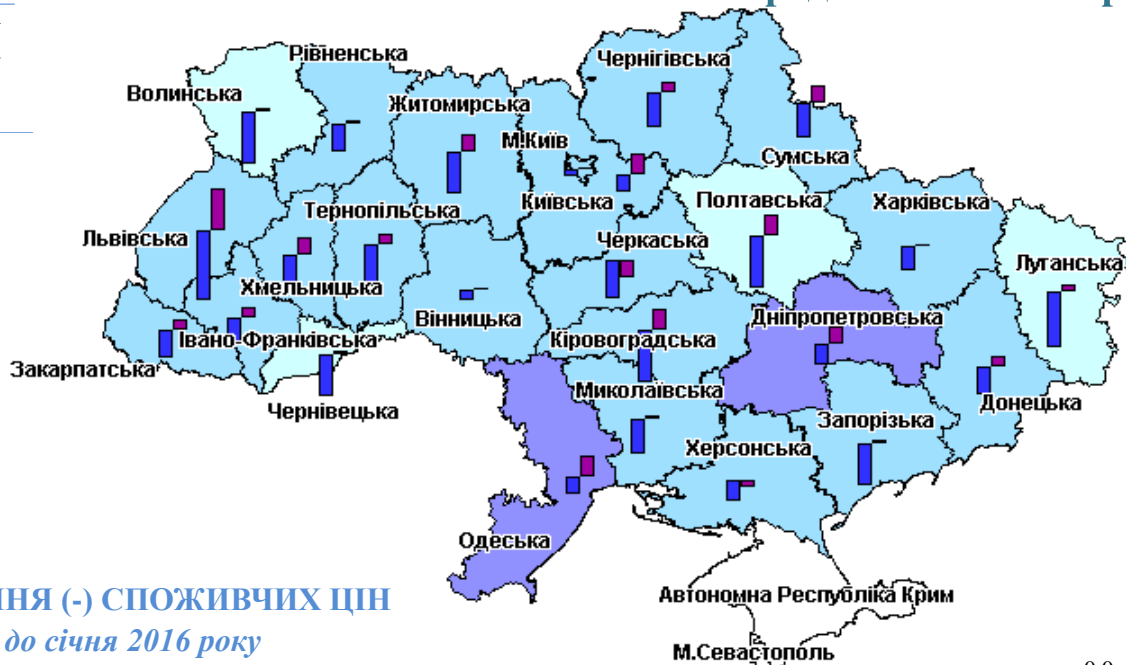 Рівненська
Чернігівська
Волинська
Житомирська
М.Київ
Сумська
Київська
Полтавська
Харківська
Тернопільська
Львівська
Черкаська
Луганська
Хмельницька
Вінницька
Дніпропетровська
Івано-Франківська
Кіровоградська
Закарпатська
Миколаївська
Чернівецька
Донецька
Запорізька
Херсонська
Одеська
ННЯ (-) СПОЖИВЧИХ ЦІН
Автономна Республіка Крим
до січня 2016 року
М.Севастополь